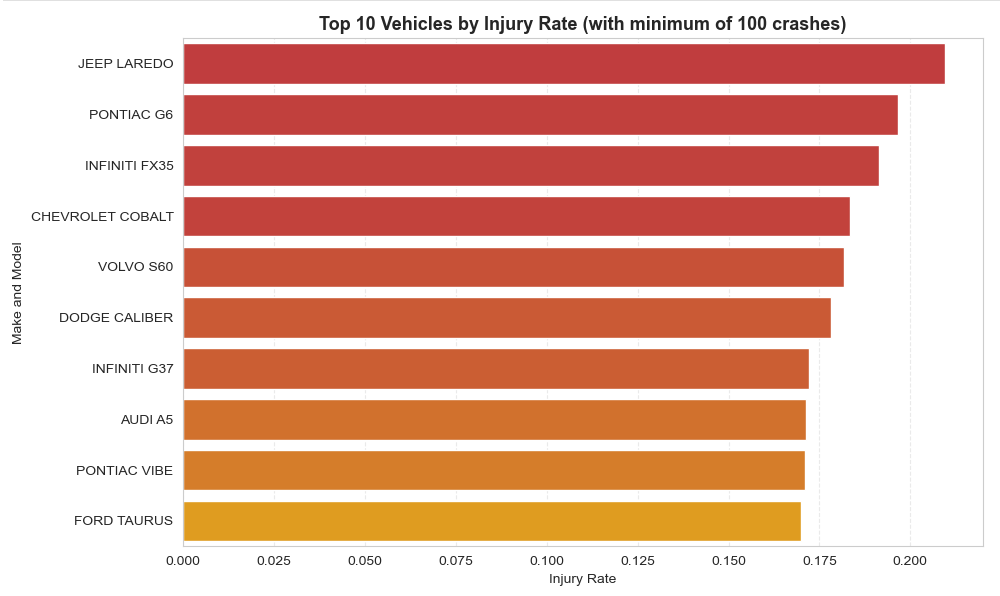 Top 10 Vehicles by Injury Rate (with minimum of 100 crashes)
Make and Model
JEEP LAREDO
PONTIAC G6
INFINITI FX35
CHEVROLET COBALT
VOLVO S60
DODGE CALIBER
INFINITI G37
AUDI A5
PONTIAC VIBE
FORD TAURUS
0.000 0.025 0.050 0.075 0.100 0.125 0.150 0.175 0.200
Injury Rate